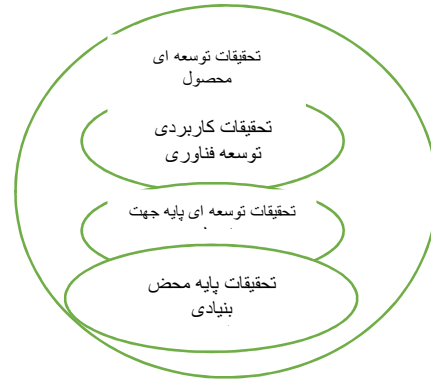 تحقیقات توسعه ای
محصول
تحقیقات کاربردی
توسعه فناوری
تحقیقات توسعه ای پایه جهت
تحقیقات پایه محض
بنیادی